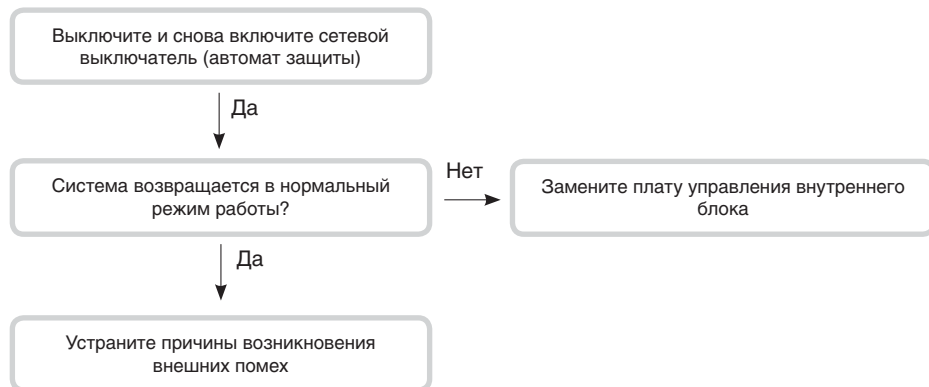 Выключите и снова включите сетевой
выключатель (автомат защиты)
Да
Система возвращается в нормальный
режим работы?
Нет
Замените плату управления внутреннего
блока
Да
Устраните причины возникновения
внешних помех